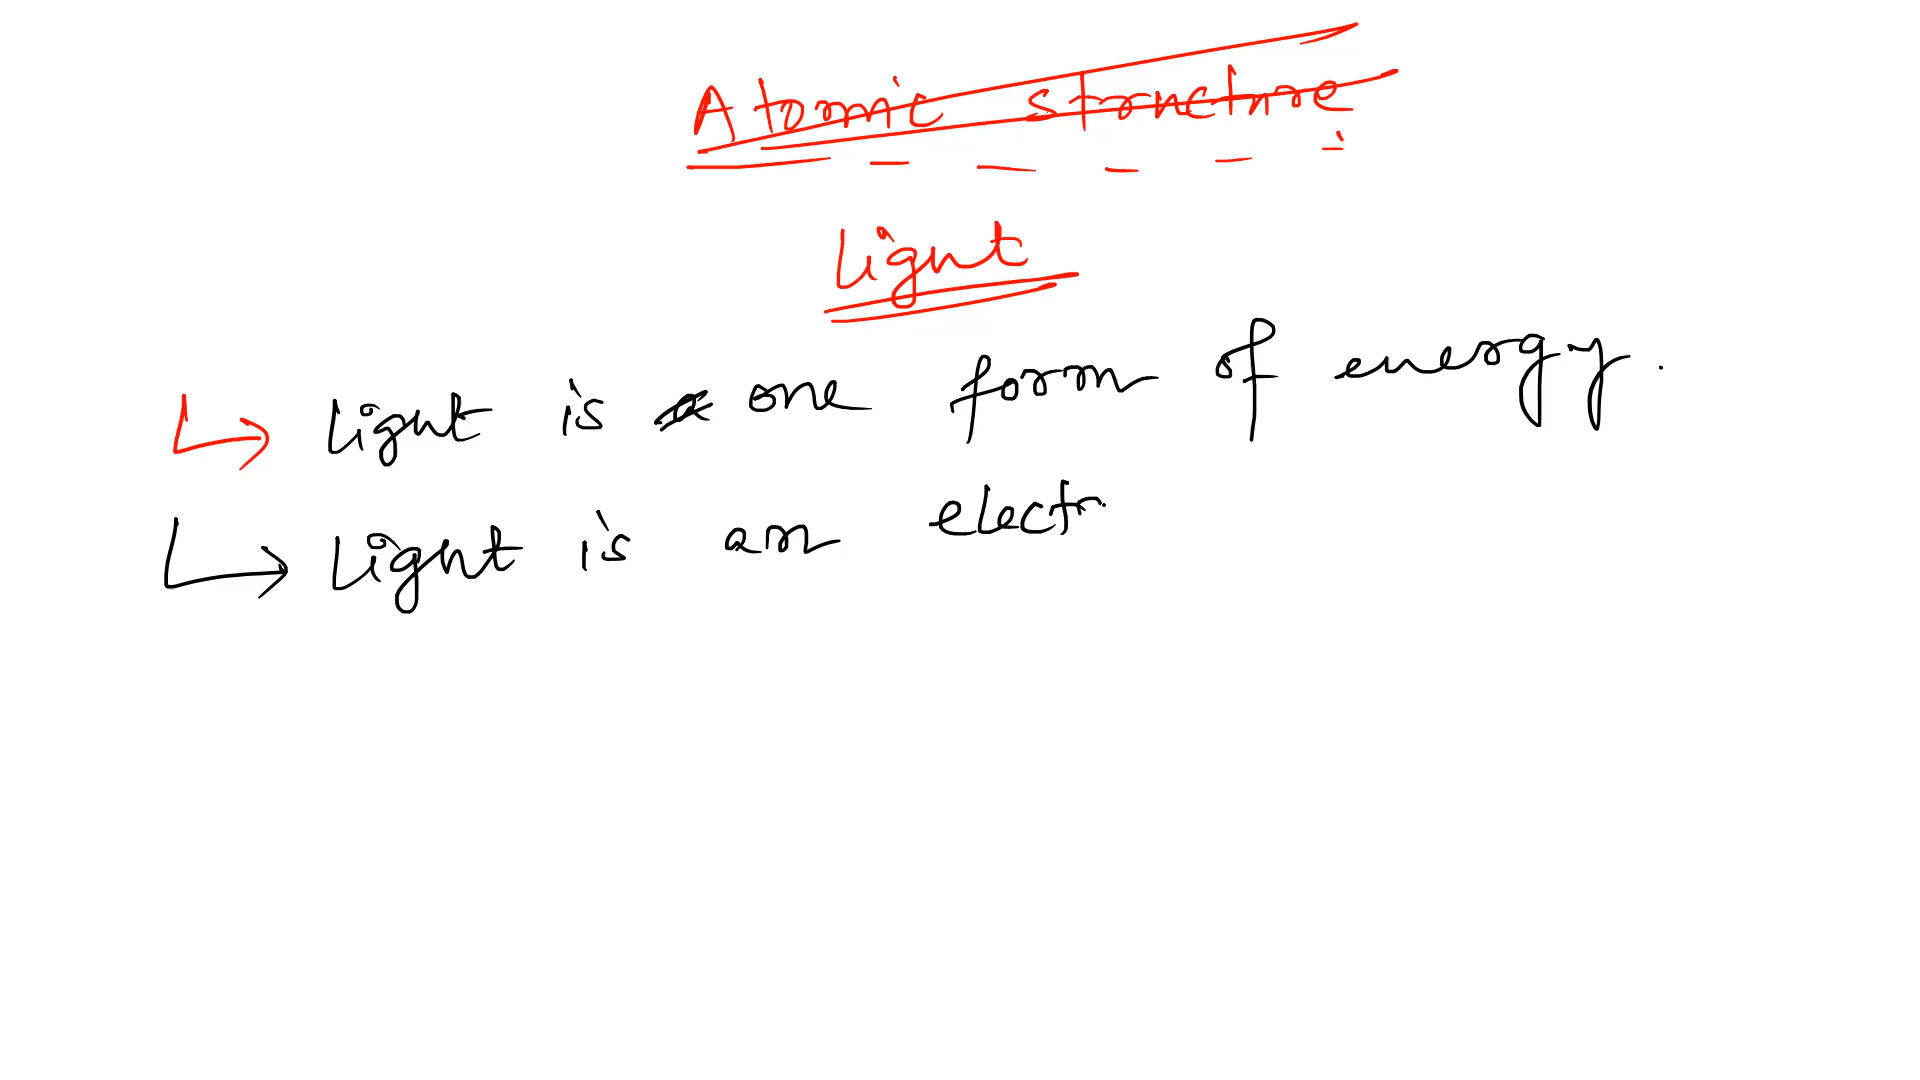 Atomic structure
Light
Light is one form of energy.
Light is an electr